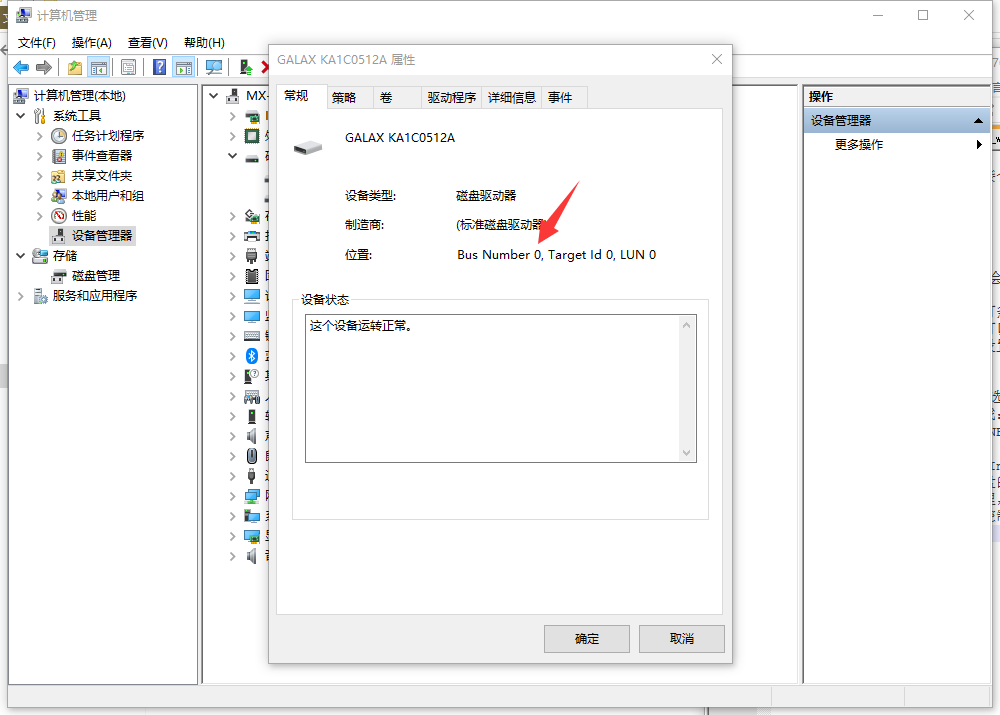 计算机管理
文件(F) 操作(A) 查看(V) 帮助(H)
计算机管理(本地)
系统工具
任务计划程序
事件查看器
共享文件夹
本地用户和组
性能
设备管理器
存储
磁盘管理
服务和应用程序
MX-
GALAX KA1C0512A 属性
常规 策略 卷 驱动程序 详细信息 事件
GALAX KA1C0512A
设备类型: 磁盘驱动器
制造商: (标准磁盘驱动器
位置: Bus Number 0, Target Id 0, LUN 0
设备状态
这个设备运转正常。
确定 取消
操作
设备管理器
更多操作